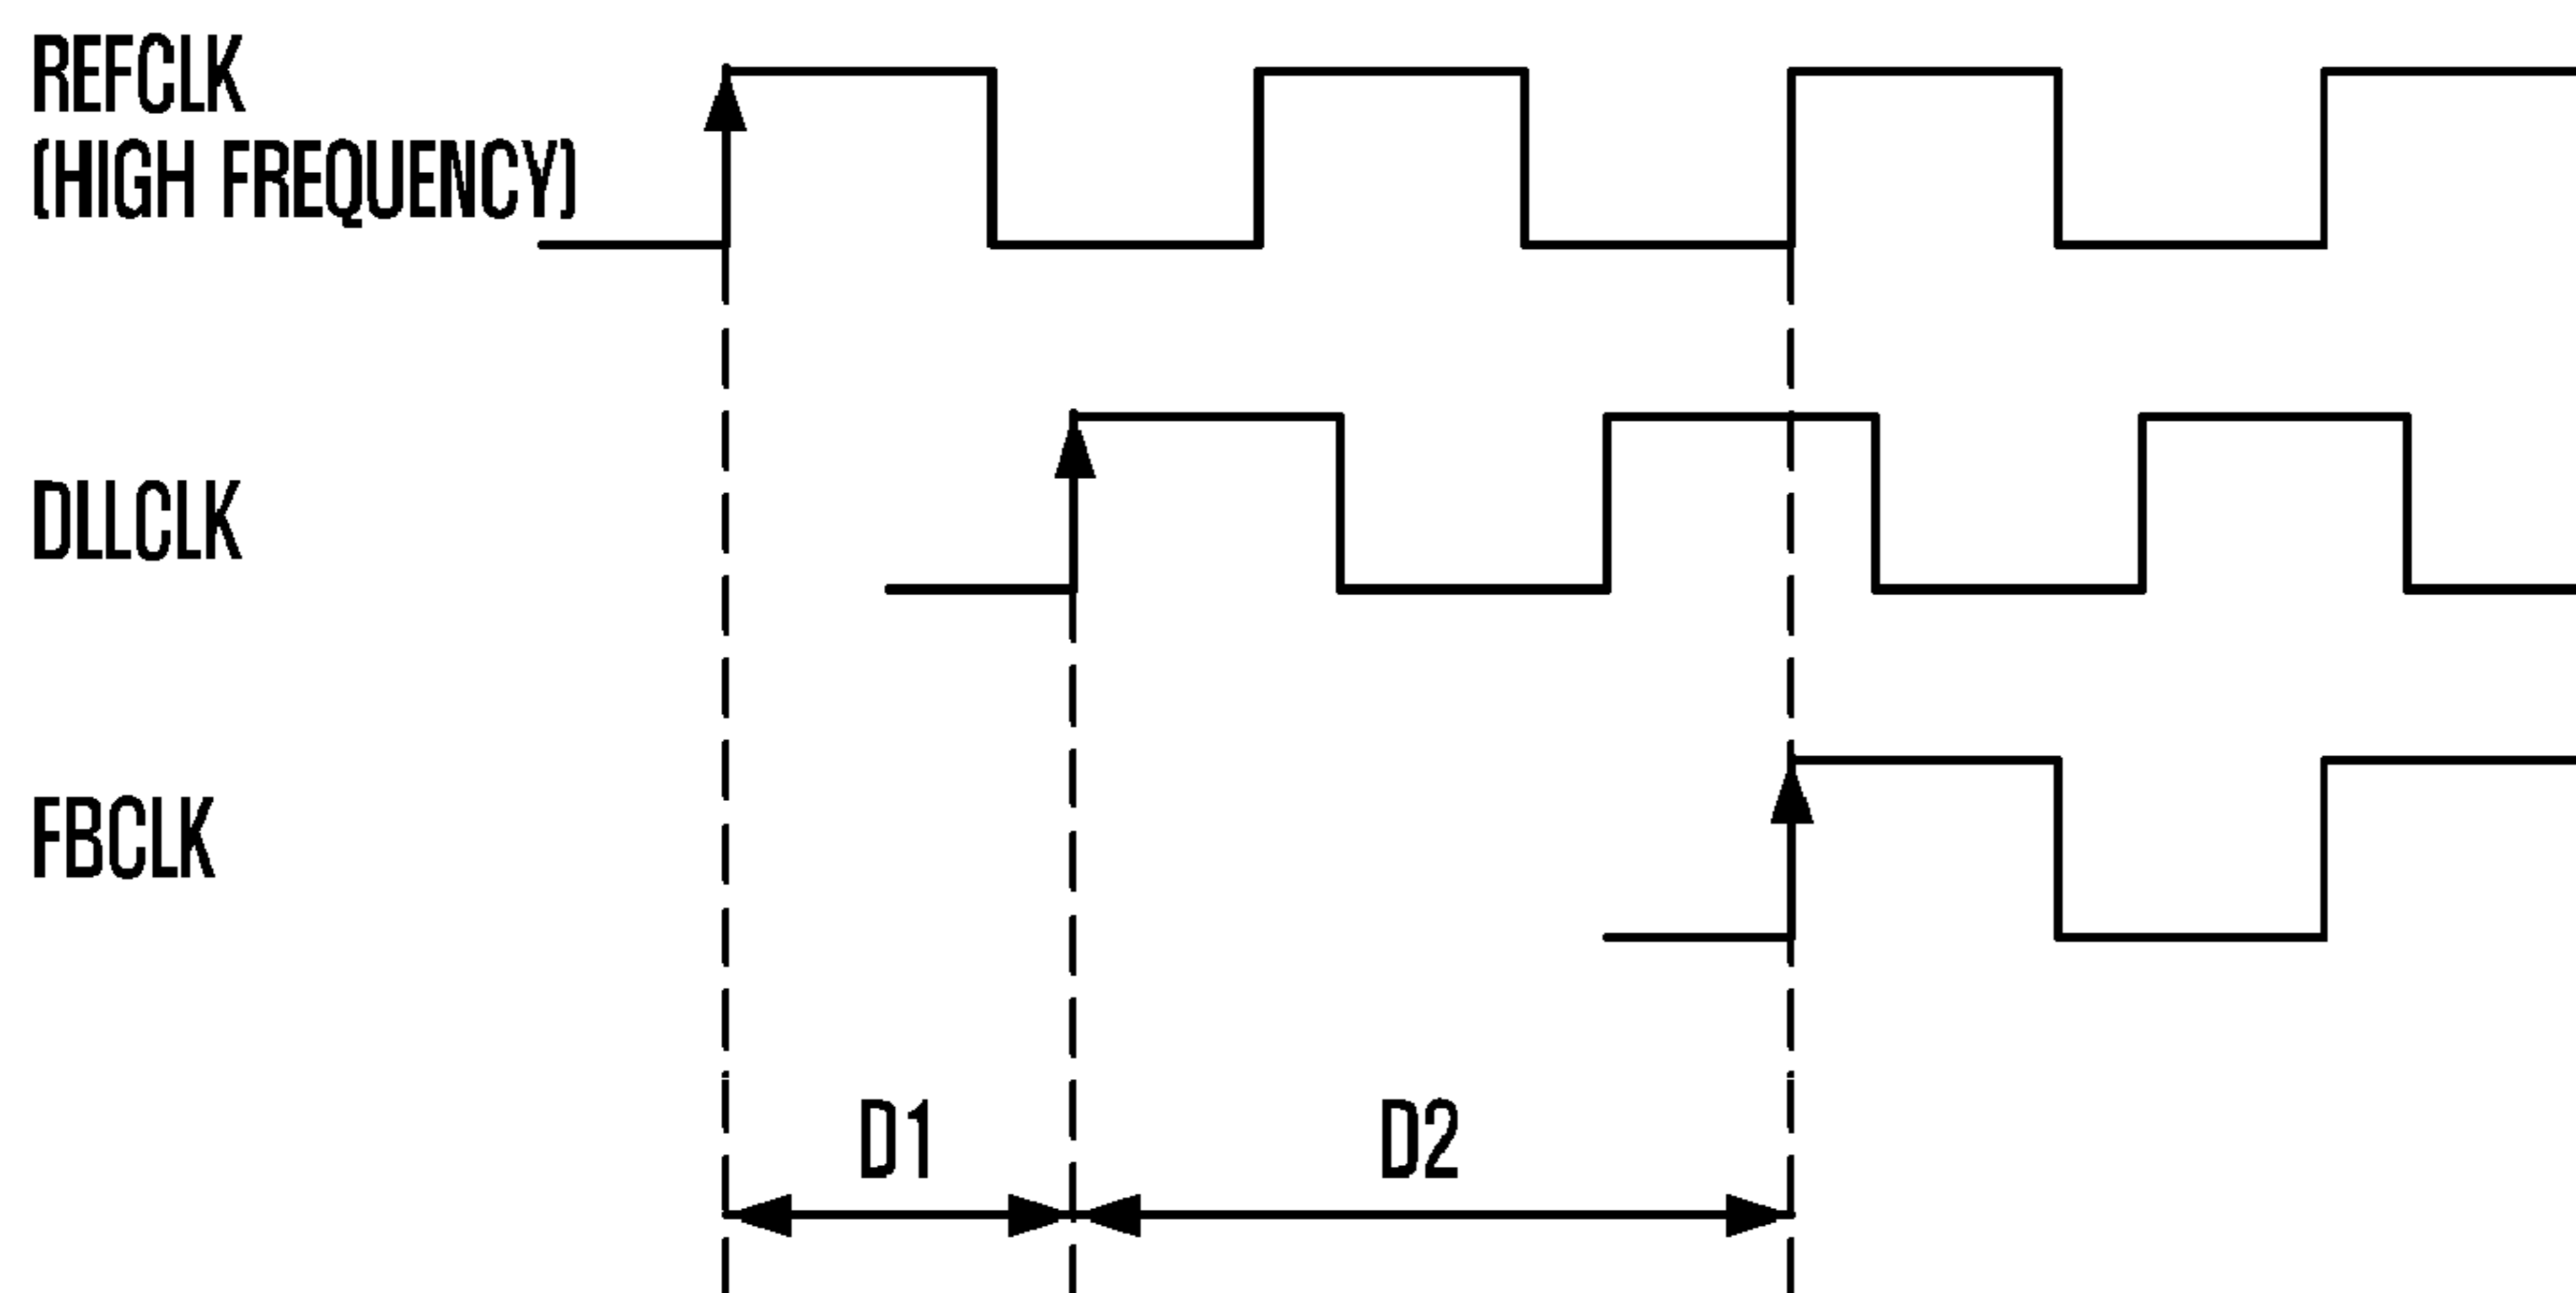 REFCLK
(HIGH FREQUENCY)
DLLCLK
FBCLK
D1 D2